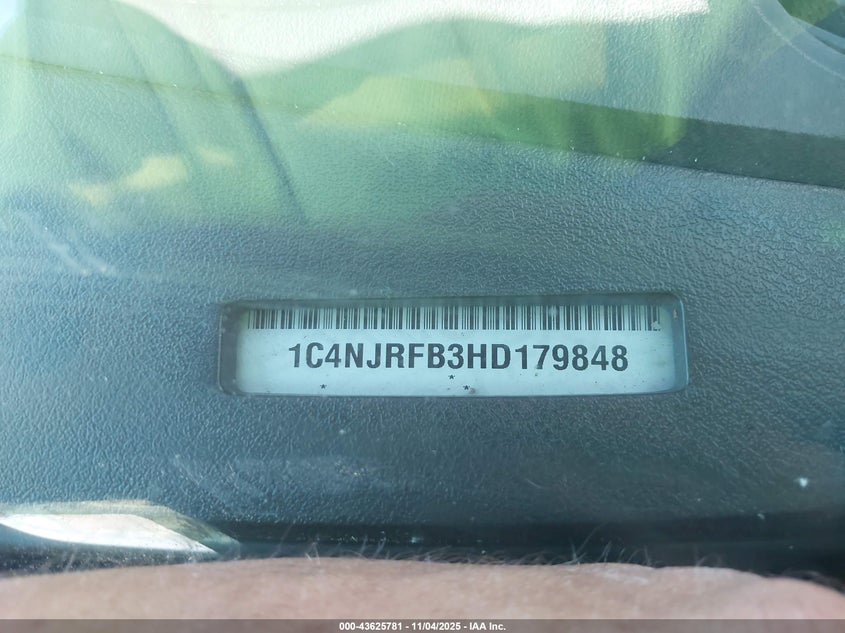 1C4NJRFB3HD179848
* * *
000-43625781 - 11/04/2025 - IAA Inc.